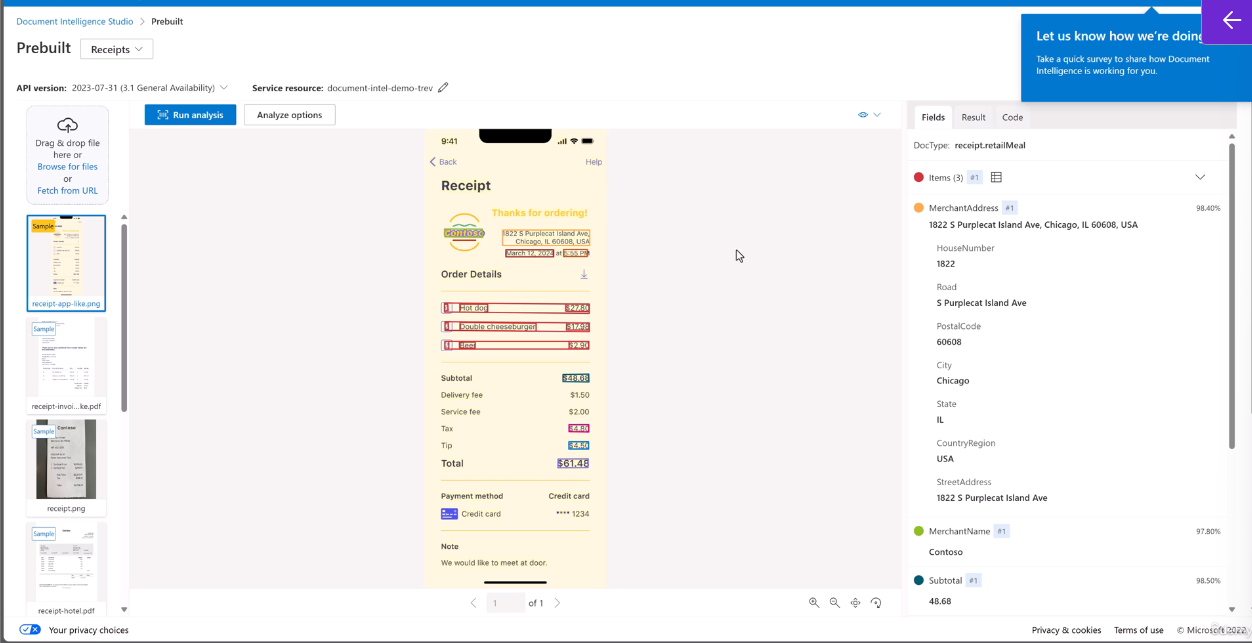 Document Intelligence Studio > Prebuilt
Prebuilt
Receipts
Let us know how we're doing
Take a quick survey to share how Document
Intelligence is working for you.
API version: 2023-07-31 (3.1 General Availability)
Service resource: document-intel-demo-trev
Drag & drop file
here or
Browse for files
or
Fetch from URL
Run analysis
Analyze options
Sample
receipt-app-like.png
Sample
receipt-invoi...ke.pdf
Sample
Contoso
receipt.png
Sample
receipt-hotel.pdf
9:41
Back
Help
Receipt
Thanks for ordering!
Contoso
1822 S Purplecat Island Ave,
Chicago, IL 60608, USA
March 12, 2024 at 5:55 PM
Order Details
1 Hot dog $27.80
1 Double cheeseburger $17.98
1 Beer $2.90
Subtotal $48.68
Delivery fee $1.50
Service fee $2.00
Tax $4.80
Tip $4.50
Total $61.48
Payment method Credit card
Credit card **** 1234
Note
We would like to meet at door.
1 of 1
Fields
Result
Code
DocType: receipt.retailMeal
Items (3) #1
MerchantAddress #1 98.40%
1822 S Purplecat Island Ave, Chicago, IL 60608, USA
HouseNumber
1822
Road
S Purplecat Island Ave
PostalCode
60608
City
Chicago
State
IL
CountryRegion
USA
StreetAddress
1822 S Purplecat Island Ave
MerchantName #1 97.80%
Contoso
Subtotal #1 98.50%
48.68
Your privacy choices
Privacy & cookies
Terms of use
© Microsoft 2022